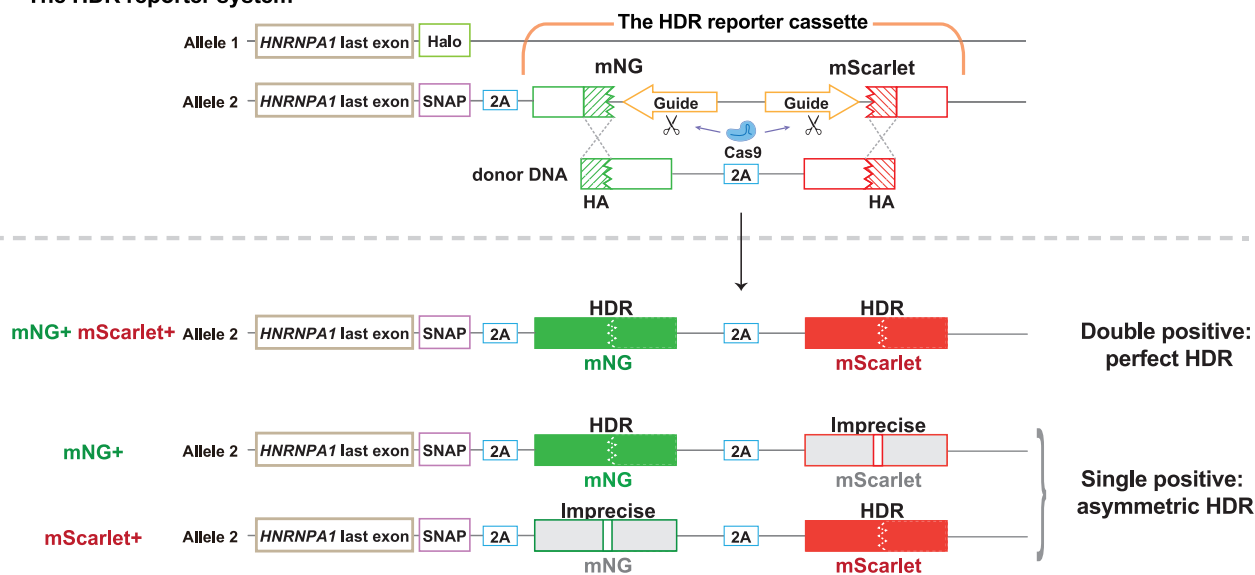 The HDR reporter system
The HDR reporter cassette
Allele 1 HNRNPA1 last exon Halo
mNG mScarlet
Allele 2 HNRNPA1 last exon SNAP 2A Guide Guide
Cas9
donor DNA 2A
HA HA
HDR HDR
mNG+ mScarlet+ Allele 2 HNRNPA1 last exon SNAP 2A 2A
mNG mScarlet
Double positive:
perfect HDR
HDR Imprecise
mNG+ Allele 2 HNRNPA1 last exon SNAP 2A 2A
mNG mScarlet
Imprecise HDR
mScarlet+ Allele 2 HNRNPA1 last exon SNAP 2A 2A
mNG mScarlet
Single positive:
asymmetric HDR